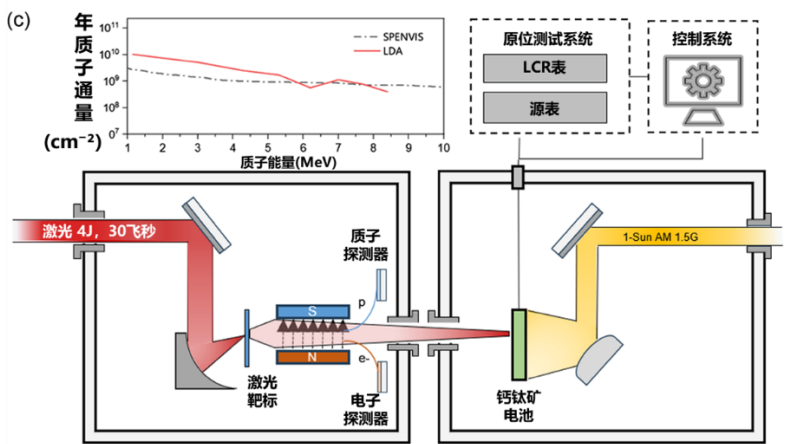 (c)
年质子通量
(cm⁻²)
10¹¹
10¹⁰
10⁹
10⁸
0⁷
1 2 3 4 5 6 7 8 9 10
质子能量(MeV)
SPENVIS
LDA
原位测试系统
LCR表
源表
控制系统
激光 4J，30飞秒
质子
探测器
p
S
N
e-
激光
靶标
电子
探测器
1-Sun AM 1.5G
钙钛矿
电池